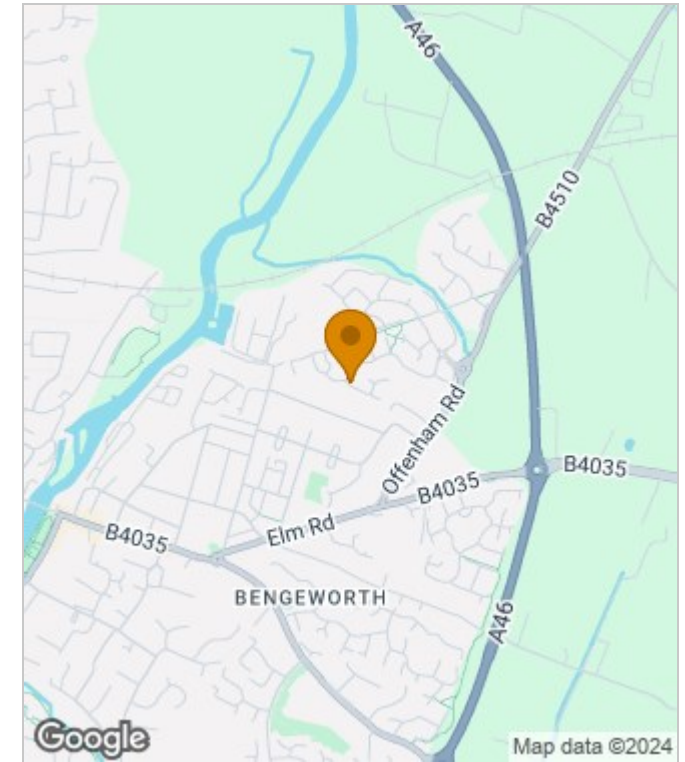 A46
B4510
Offenham Rd
B4035
B4035
Elm Rd
B4035
BENGEWORTH
A46
Google
Map data ©2024